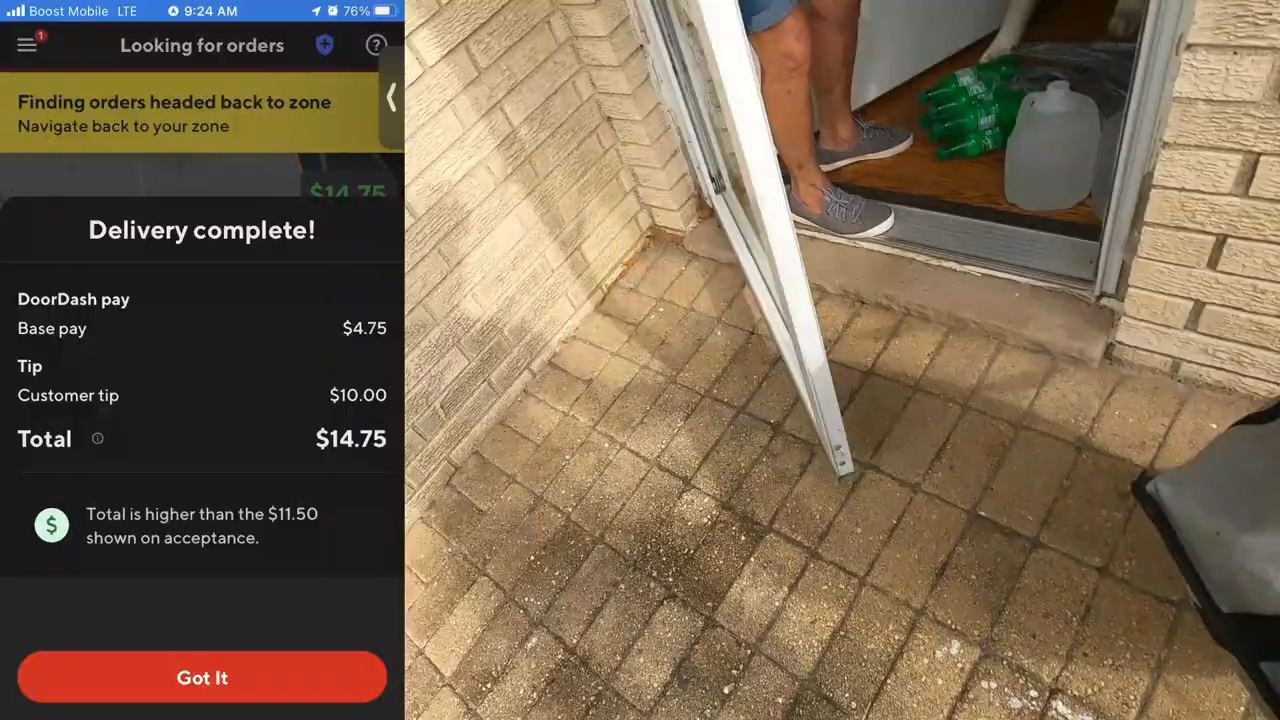 Boost Mobile LTE 9:24 AM 76%
1
Looking for orders
?
Finding orders headed back to zone
Navigate back to your zone
$14.75
Delivery complete!
DoorDash pay
Base pay $4.75
Tip
Customer tip $10.00
Total $14.75
$ Total is higher than the $11.50
shown on acceptance.
Got It